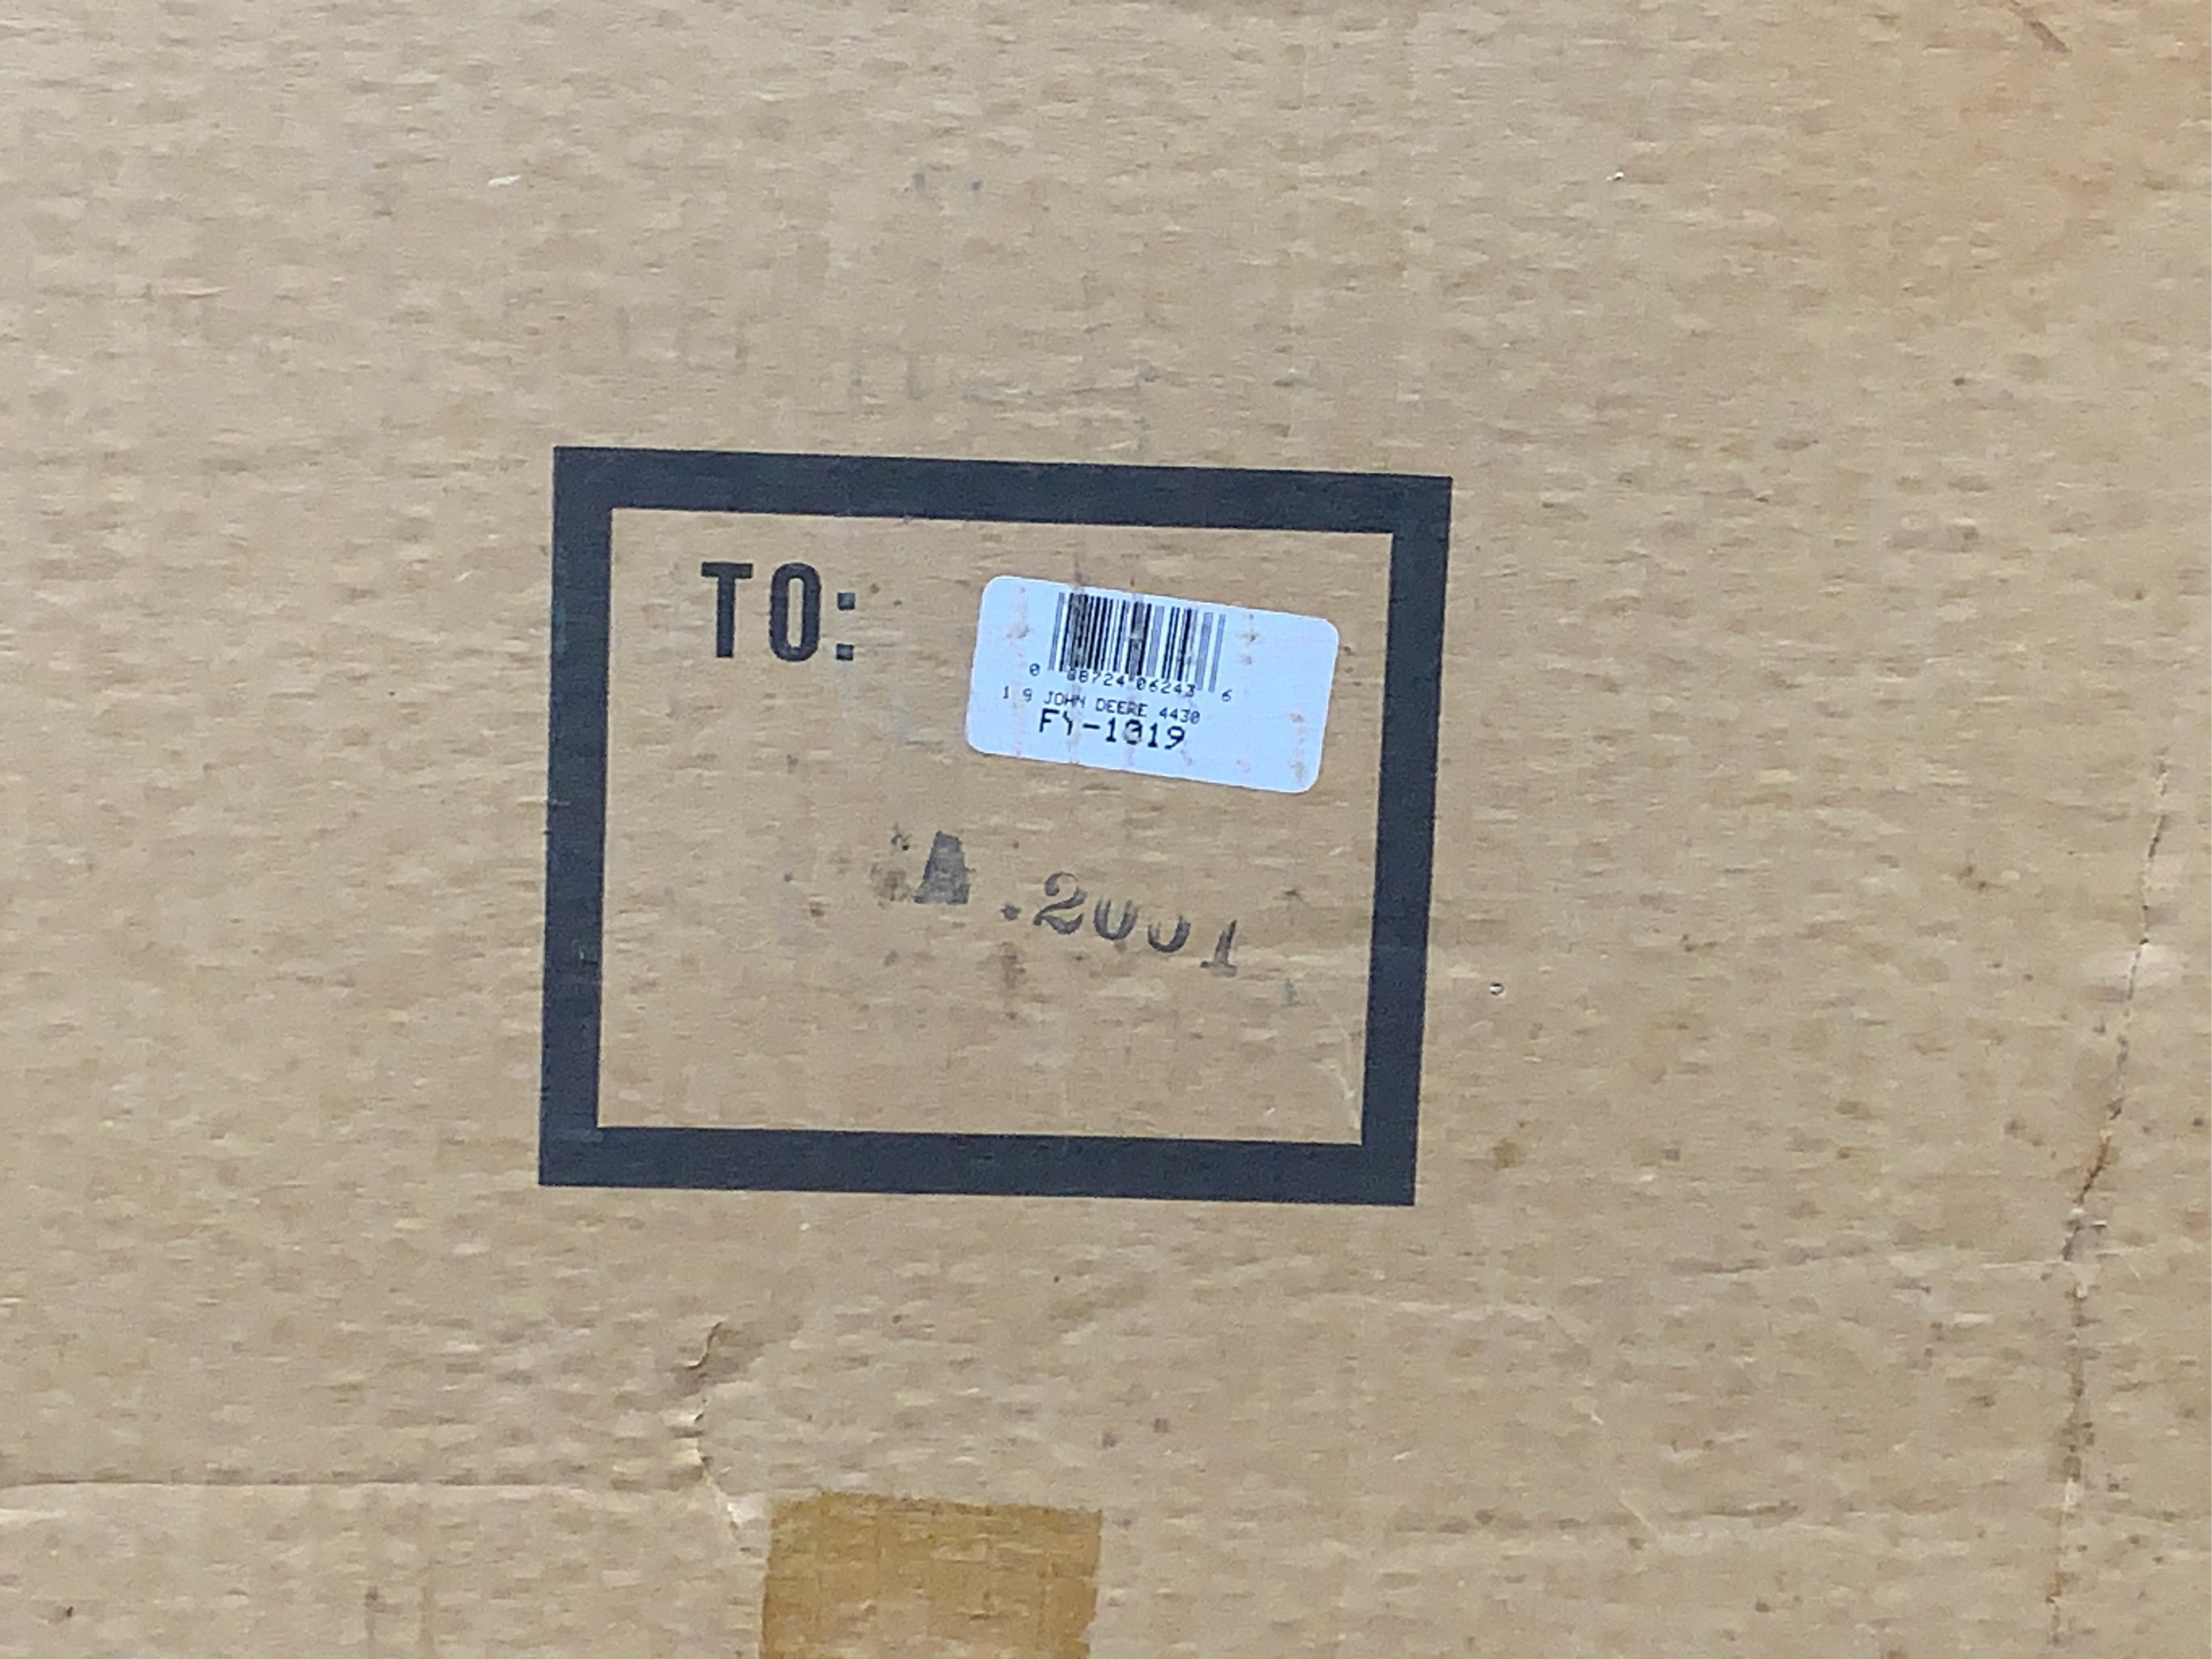 TO:
0 88724 06243 6
1 9 JOHN DEERE 4430
FY-1019
A .2001